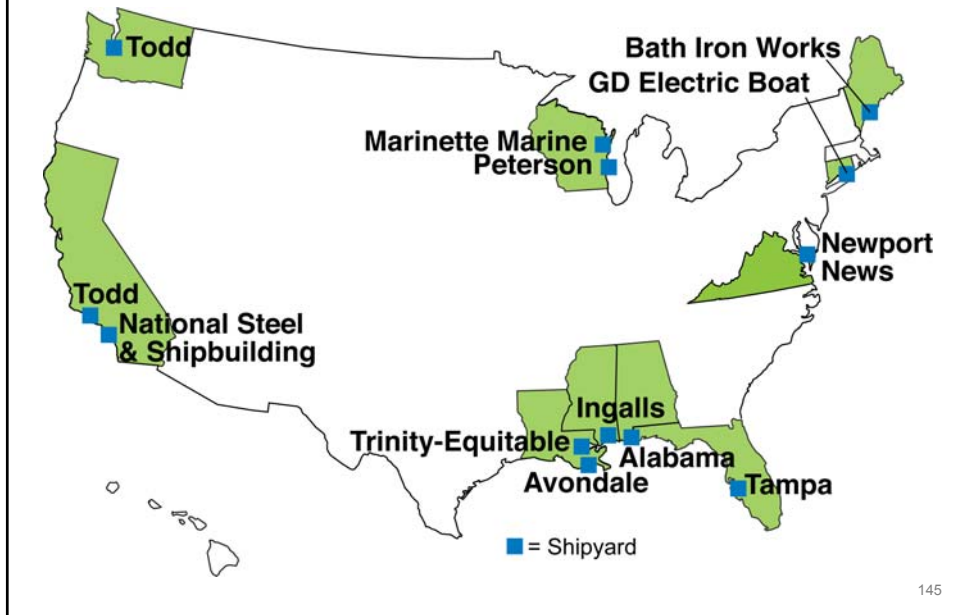 Todd
Bath Iron Works
GD Electric Boat
Marinette Marine
Peterson
Newport
News
Todd
National Steel
& Shipbuilding
Ingalls
Trinity-Equitable
Alabama
Avondale
Tampa
= Shipyard
145